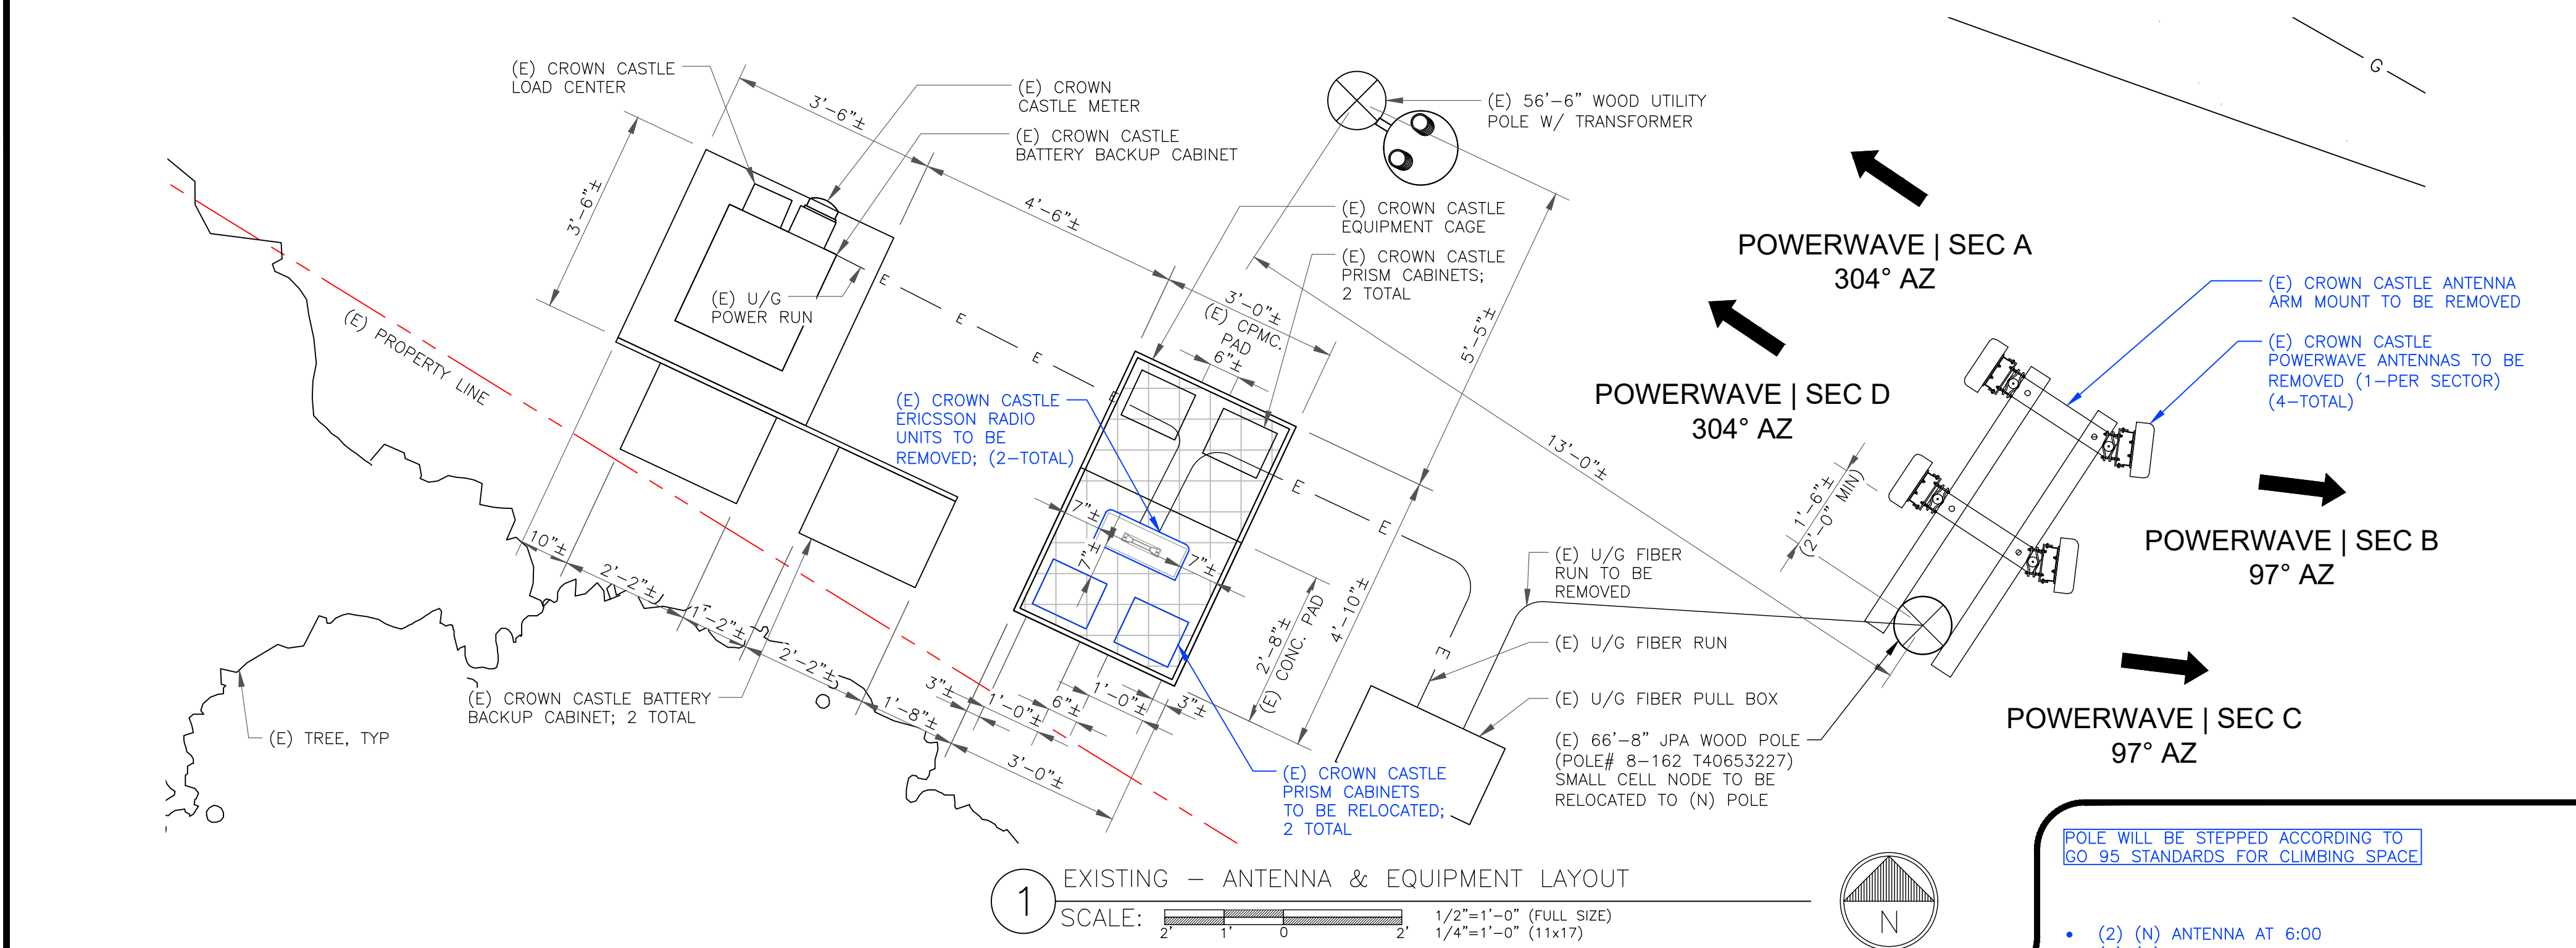 (E) CROWN CASTLE
LOAD CENTER
3'-6"±
(E) CROWN
CASTLE METER
(E) CROWN CASTLE
BATTERY BACKUP CABINET
(E) 56'-6" WOOD UTILITY
POLE W/ TRANSFORMER
G
3'-6"±
4'-6"±
(E) CROWN CASTLE
EQUIPMENT CAGE
(E) CROWN CASTLE
PRISM CABINETS;
2 TOTAL
POWERWAVE | SEC A
304° AZ
(E) CROWN CASTLE ANTENNA
ARM MOUNT TO BE REMOVED
(E) CROWN CASTLE
POWERWAVE ANTENNAS TO BE
REMOVED (1-PER SECTOR)
(4-TOTAL)
(E) U/G
POWER RUN
E
E
E
E
E
E
E
3'-0"±
(E) CPMC.
PAD
6"±
5'-5"±
(E) PROPERTY LINE
POWERWAVE | SEC D
304° AZ
(E) CROWN CASTLE
ERICSSON RADIO
UNITS TO BE
REMOVED; (2-TOTAL)
13'-0"±
1'-6"±
(2'-0" MIN)
POWERWAVE | SEC B
97° AZ
7"±
7"±
7"±
10"±
2'-2"±
1'-2"±
2'-2"±
1'-8"±
3"±
1'-0"±
6"±
1'-0"±
3"±
3'-0"±
2'-8"±
(E) CONC. PAD
4'-10"±
(E) U/G FIBER
RUN TO BE
REMOVED
(E) U/G FIBER RUN
(E) U/G FIBER PULL BOX
(E) 66'-8" JPA WOOD POLE
(POLE# 8-162 T40653227)
SMALL CELL NODE TO BE
RELOCATED TO (N) POLE
POWERWAVE | SEC C
97° AZ
(E) CROWN CASTLE BATTERY
BACKUP CABINET; 2 TOTAL
(E) TREE, TYP
(E) CROWN CASTLE
PRISM CABINETS
TO BE RELOCATED;
2 TOTAL
1
EXISTING - ANTENNA & EQUIPMENT LAYOUT
SCALE:
2' 1' 0 2'
1/2"=1'-0" (FULL SIZE)
1/4"=1'-0" (11x17)
N
POLE WILL BE STEPPED ACCORDING TO
GO 95 STANDARDS FOR CLIMBING SPACE
• (2) (N) ANTENNA AT 6:00